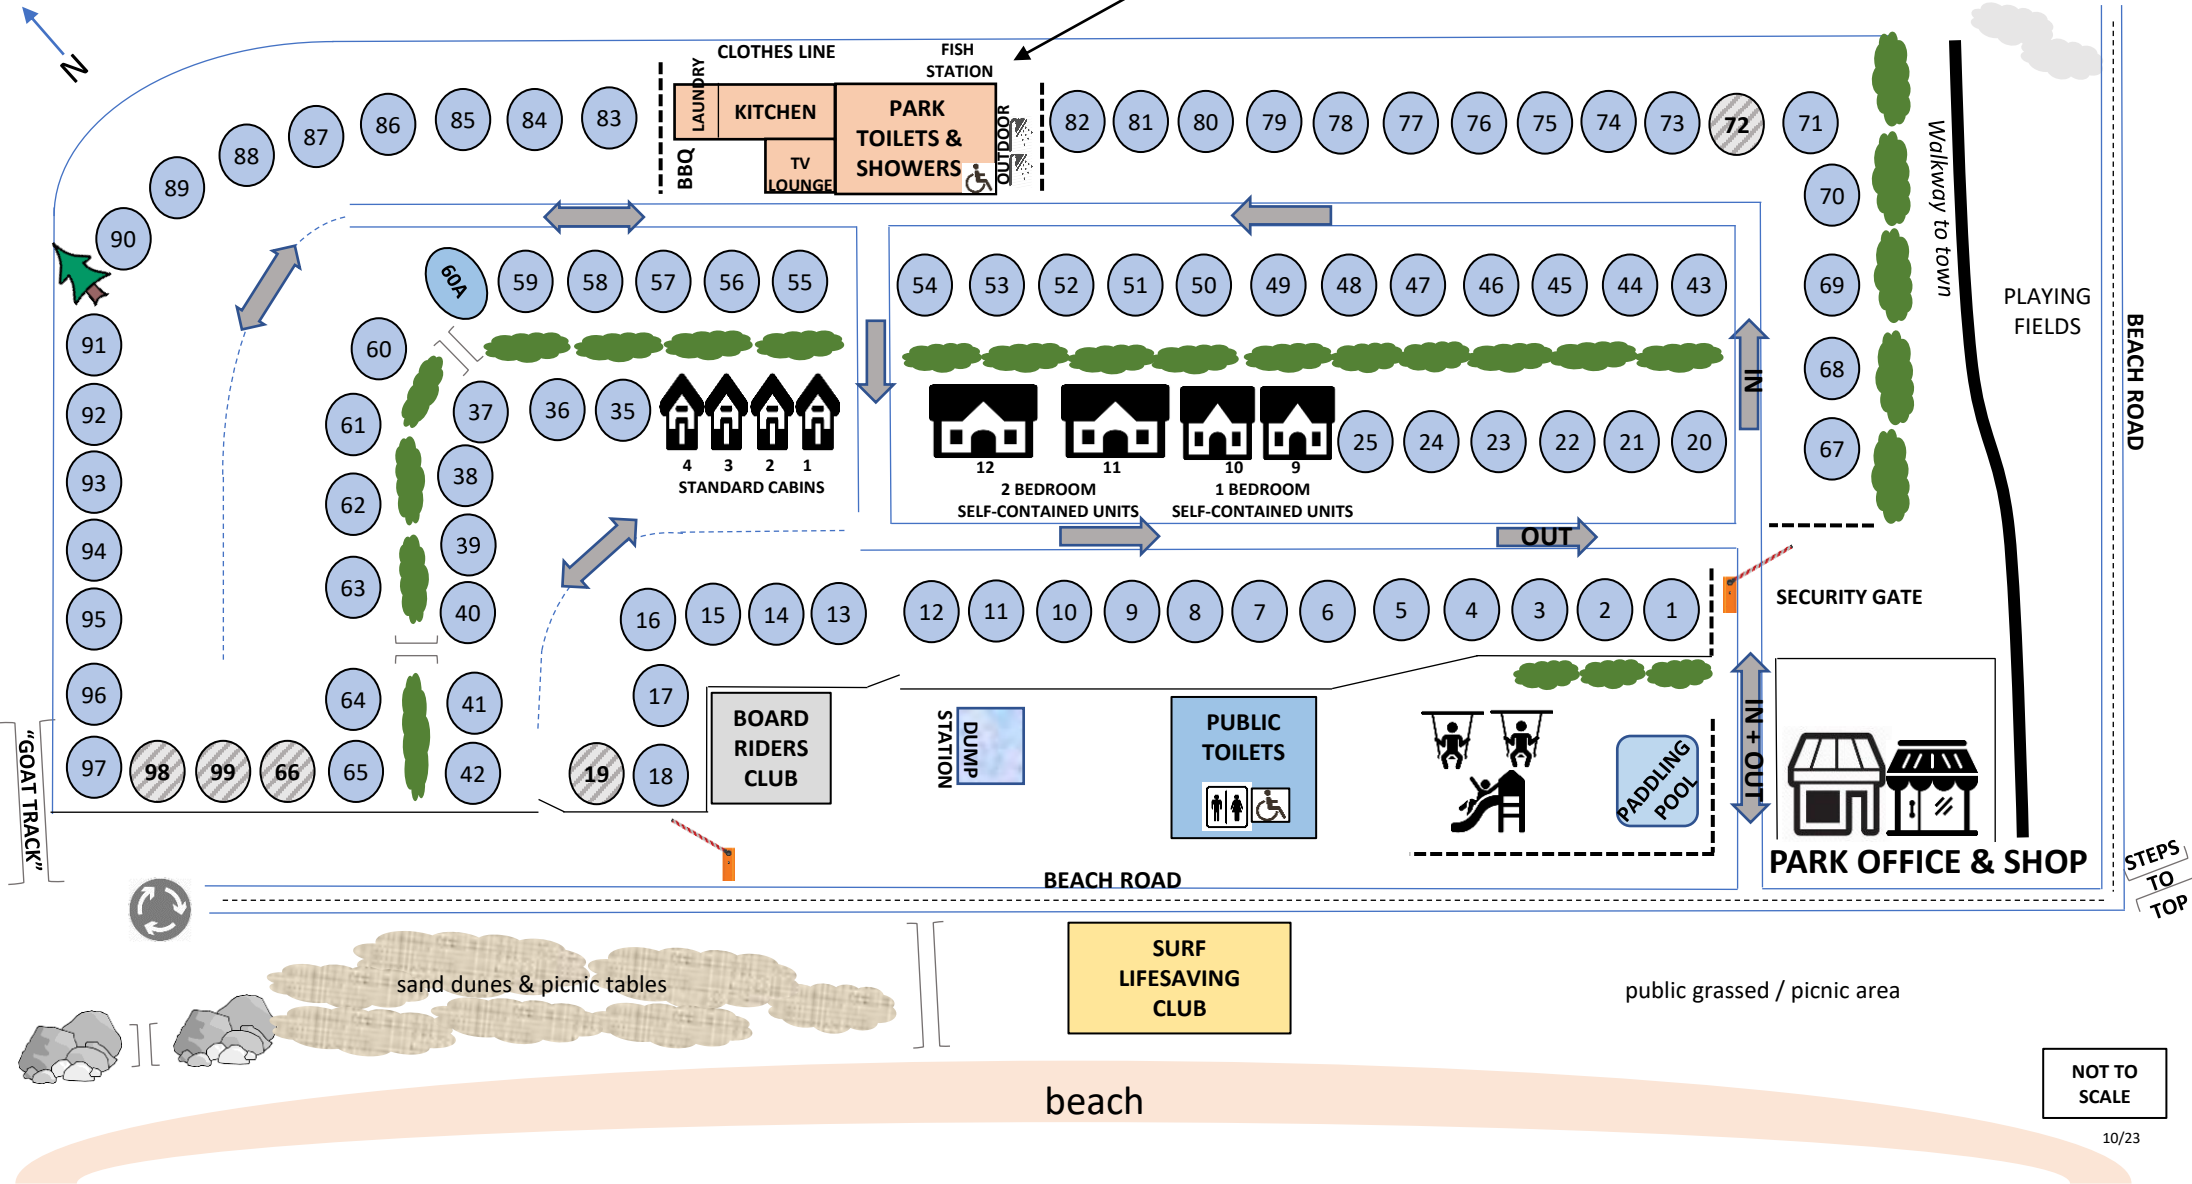 N
CLOTHES LINE
FISH
STATION
LAUNDRY
KITCHEN
PARK
TOILETS &
SHOWERS
TV
LOUNGE
BBQ
OUTDOOR
83
84
85
86
87
88
89
90
82
81
80
79
78
77
76
75
74
73
72
71
70
69
68
67
Walkway to town
PLAYING
FIELDS
BEACH ROAD
60A
59
58
57
56
55
54
53
52
51
50
49
48
47
46
45
44
43
IN
91
92
93
94
95
96
97
98
99
66
65
60
61
62
63
64
37
36
35
38
39
40
41
42
4
3
2
1
STANDARD CABINS
12
11
10
9
2 BEDROOM
SELF-CONTAINED UNITS
1 BEDROOM
SELF-CONTAINED UNITS
25
24
23
22
21
20
OUT
SECURITY GATE
16
15
14
13
12
11
10
9
8
7
6
5
4
3
2
1
17
18
19
BOARD
RIDERS
CLUB
DUMP
STATION
PUBLIC
TOILETS
PADDLING
POOL
IN + OUT
PARK OFFICE & SHOP
"GOAT TRACK"
STEPS
TO
TOP
BEACH ROAD
SURF
LIFESAVING
CLUB
sand dunes & picnic tables
public grassed / picnic area
beach
NOT TO
SCALE
10/23